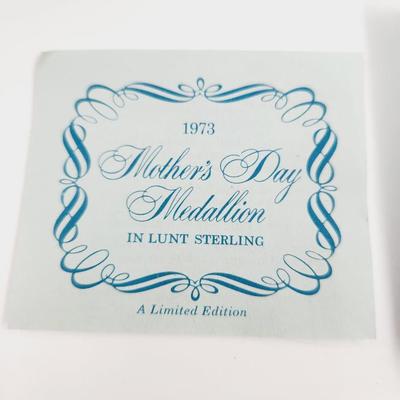 1973
Mother's Day
Medallion
IN LUNT STERLING
A Limited Edition